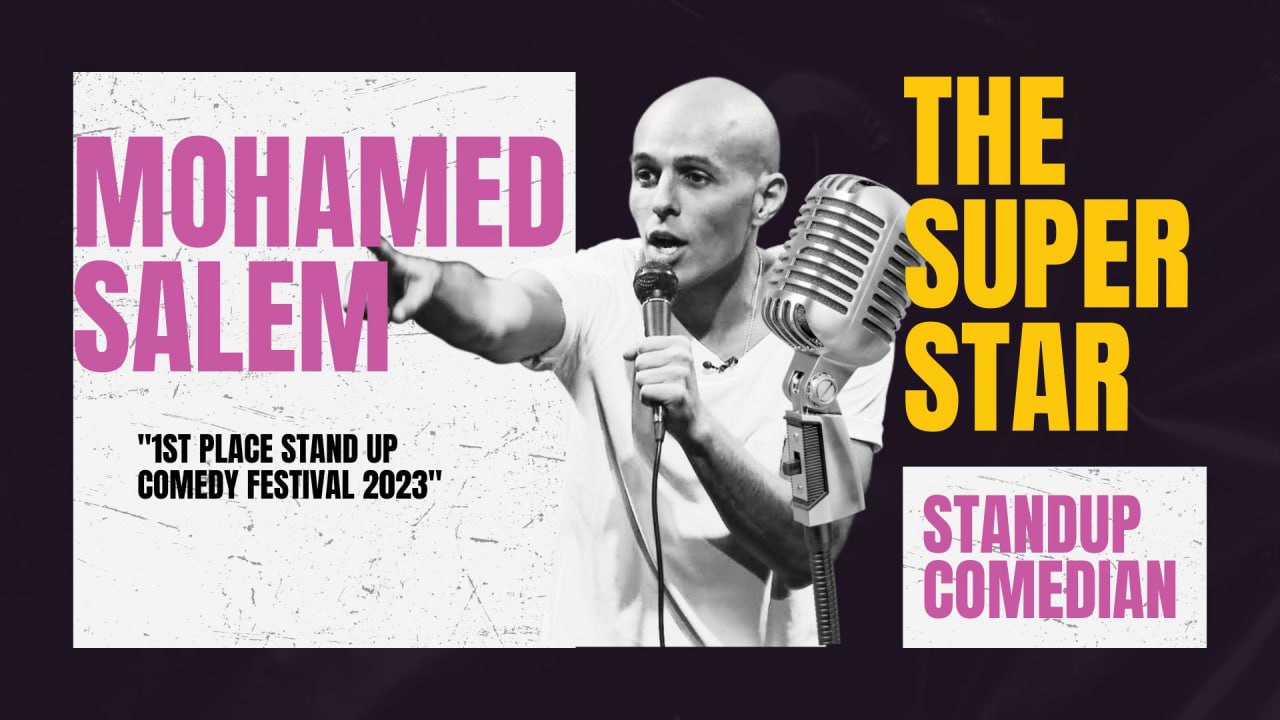 MOHAMED
SALEM
"1ST PLACE STAND UP
COMEDY FESTIVAL 2023"
THE
SUPER
STAR
STANDUP
COMEDIAN